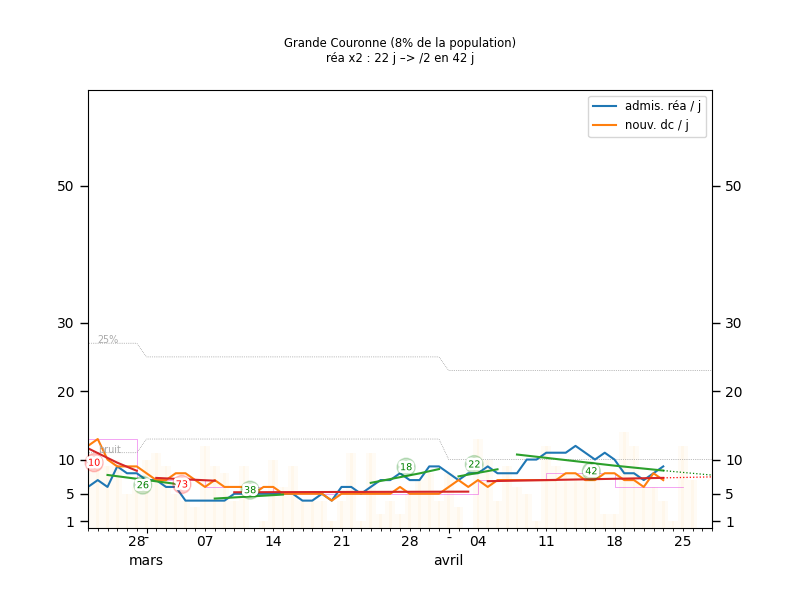 Grande Couronne (8% de la population)
réa x2 : 22 j –> /2 en 42 j
admis. réa / j
nouv. dc / j
50 50
30 30
25%
20 20
bruit
10 10
10 26 73 38 18 22 42
5 5
1 1
28 - 07 14 21 28 - 04 11 18 25
mars avril